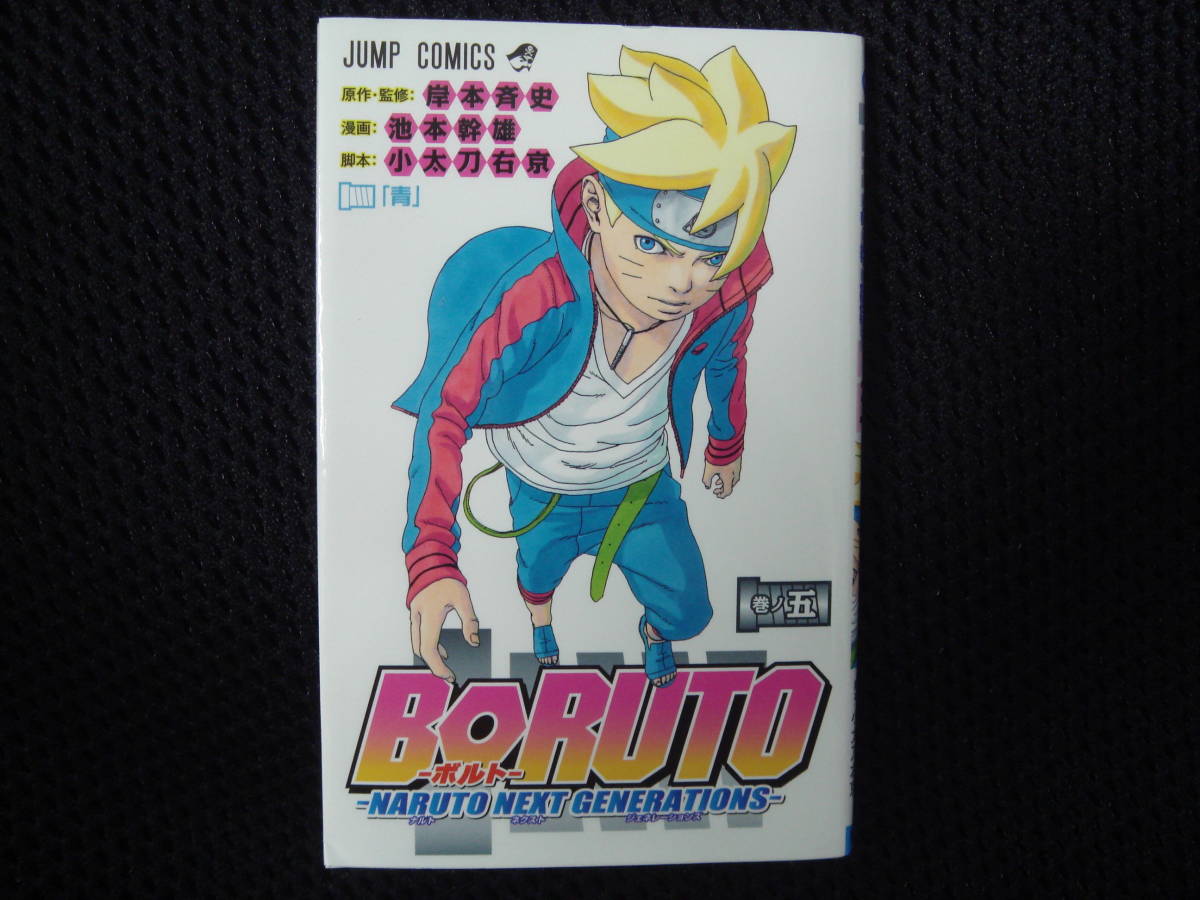 JUMP COMICS
原作・監修：岸本斉史
漫画：池本幹雄
脚本：小太刀右京
「青」
巻ノ五
BORUTO
-ボルト-
-NARUTO NEXT GENERATIONS-
ナルト ネクスト ジェネレーションズ